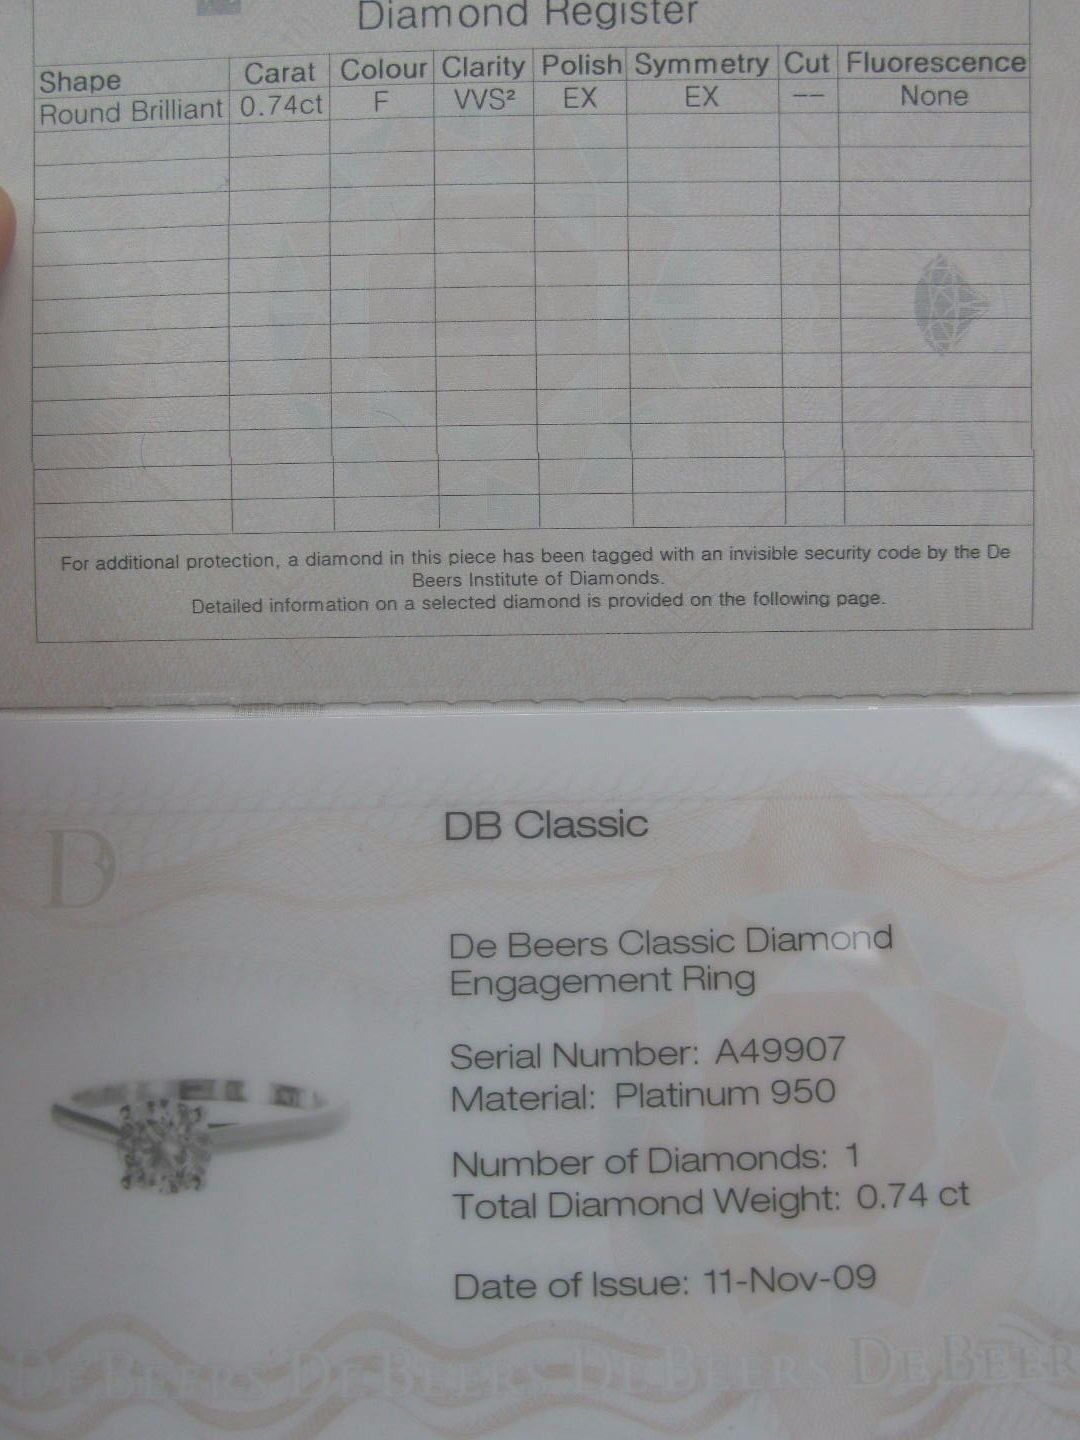 Diamond Register
Shape Carat Colour Clarity Polish Symmetry Cut Fluorescence
Round Brilliant 0.74ct F VVS² EX EX -- None
For additional protection, a diamond in this piece has been tagged with an invisible security code by the De
Beers Institute of Diamonds.
Detailed information on a selected diamond is provided on the following page.
DB Classic
De Beers Classic Diamond
Engagement Ring
Serial Number: A49907
Material: Platinum 950
Number of Diamonds: 1
Total Diamond Weight: 0.74 ct
Date of Issue: 11-Nov-09
DE BEERS DE BEERS DE BEERS DE BEER